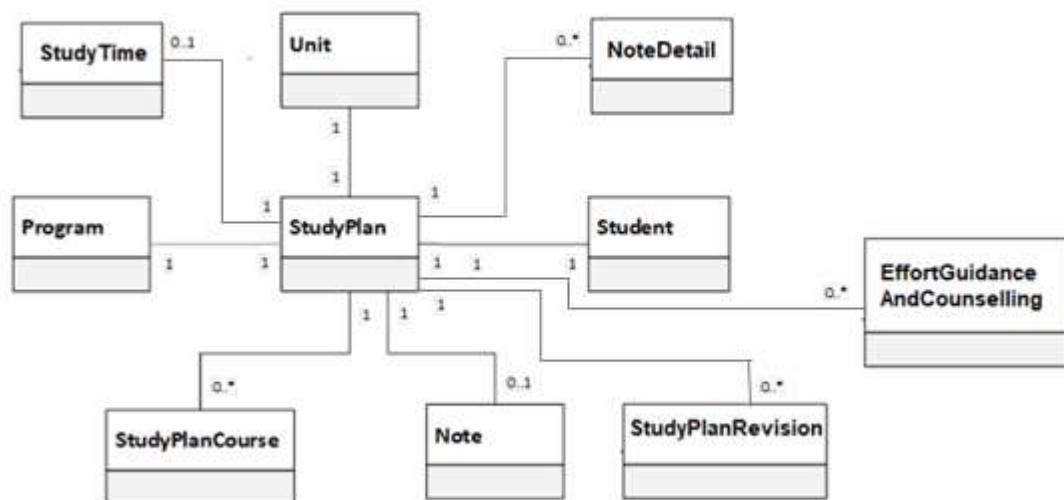 StudyTime
0..1
Unit
0..*
NoteDetail
1
1
1
1
Program
StudyPlan
Student
1
1
1
1
1
EffortGuidance
AndCounselling
0..*
1
1
1
0..*
0..1
0..*
StudyPlanCourse
Note
StudyPlanRevision